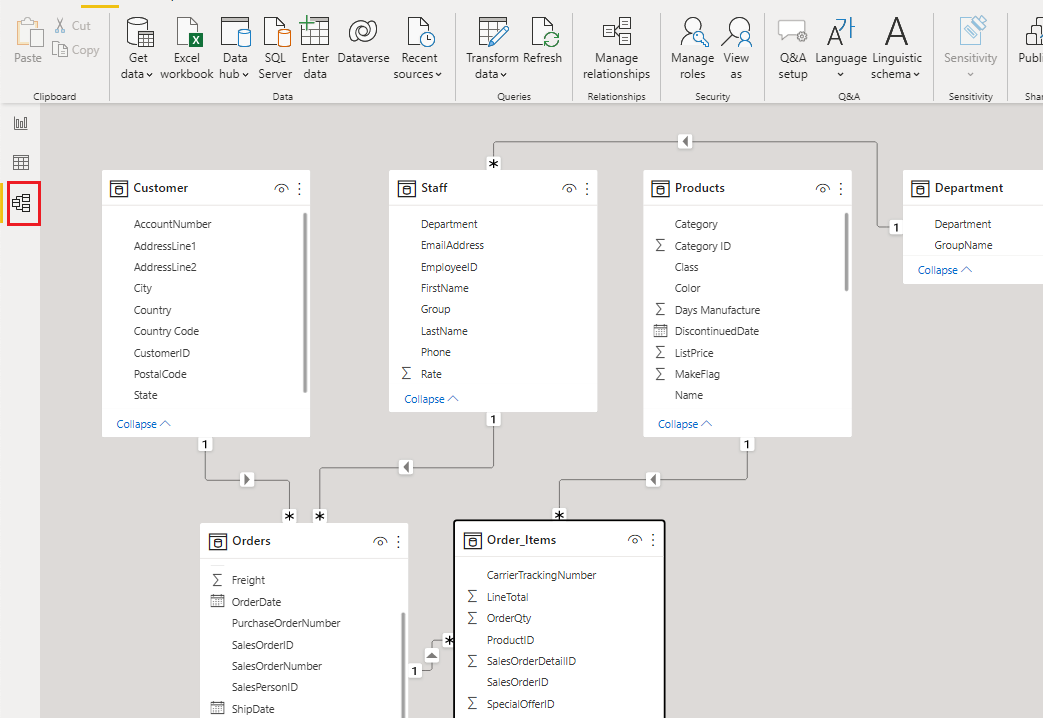 Paste
Cut
Copy
Clipboard
Get data
Excel workbook
Data hub
SQL Server
Enter data
Dataverse
Recent sources
Data
Transform data
Refresh
Queries
Manage relationships
Relationships
Manage roles
View as
Security
Q&A setup
Language
Linguistic schema
Q&A
Sensitivity
Sensitivity
Publi
Shar
Customer
AccountNumber
AddressLine1
AddressLine2
City
Country
Country Code
CustomerID
PostalCode
State
Collapse
1
*
Staff
Department
EmailAddress
EmployeeID
FirstName
Group
LastName
Phone
Σ Rate
Collapse
1
Products
Category
Σ Category ID
Class
Color
Σ Days Manufacture
DiscontinuedDate
Σ ListPrice
Σ MakeFlag
Name
Collapse
1
1
Department
Department
GroupName
Collapse
*
*
Orders
Σ Freight
OrderDate
PurchaseOrderNumber
SalesOrderID
SalesOrderNumber
SalesPersonID
ShipDate
1
*
*
Order_Items
CarrierTrackingNumber
Σ LineTotal
Σ OrderQty
ProductID
Σ SalesOrderDetailID
SalesOrderID
Σ SpecialOfferID